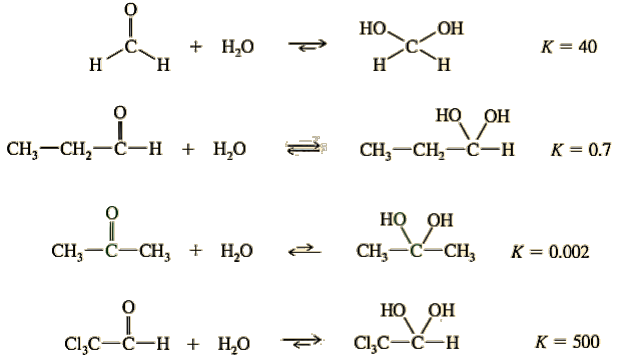 O HO OH
C + H₂O ⇌ C K = 40
H H H H
O HO OH
CH₃—CH₂—C—H + H₂O ⇌ CH₃—CH₂—C—H K = 0.7
O HO OH
CH₃—C—CH₃ + H₂O ⇌ CH₃—C—CH₃ K = 0.002
O HO OH
Cl₃C—C—H + H₂O ⇌ Cl₃C—C—H K = 500